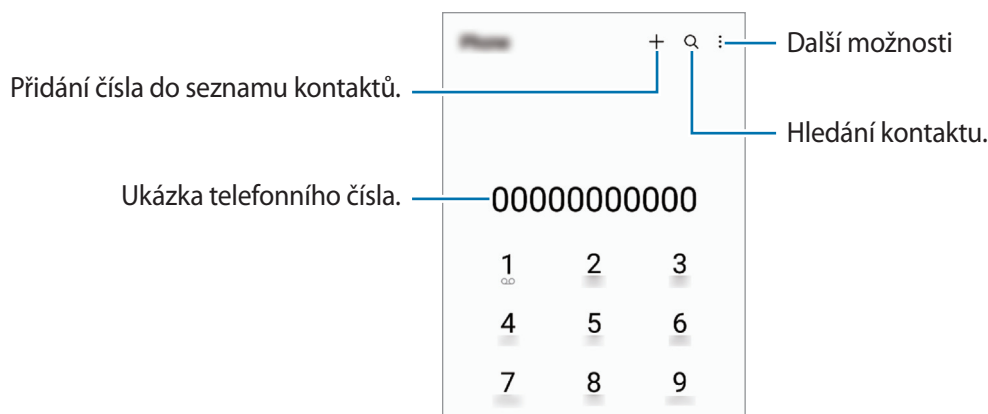 Další možnosti
Přidání čísla do seznamu kontaktů.
Hledání kontaktu.
Ukázka telefonního čísla.
00000000000
1 2 3
4 5 6
7 8 9